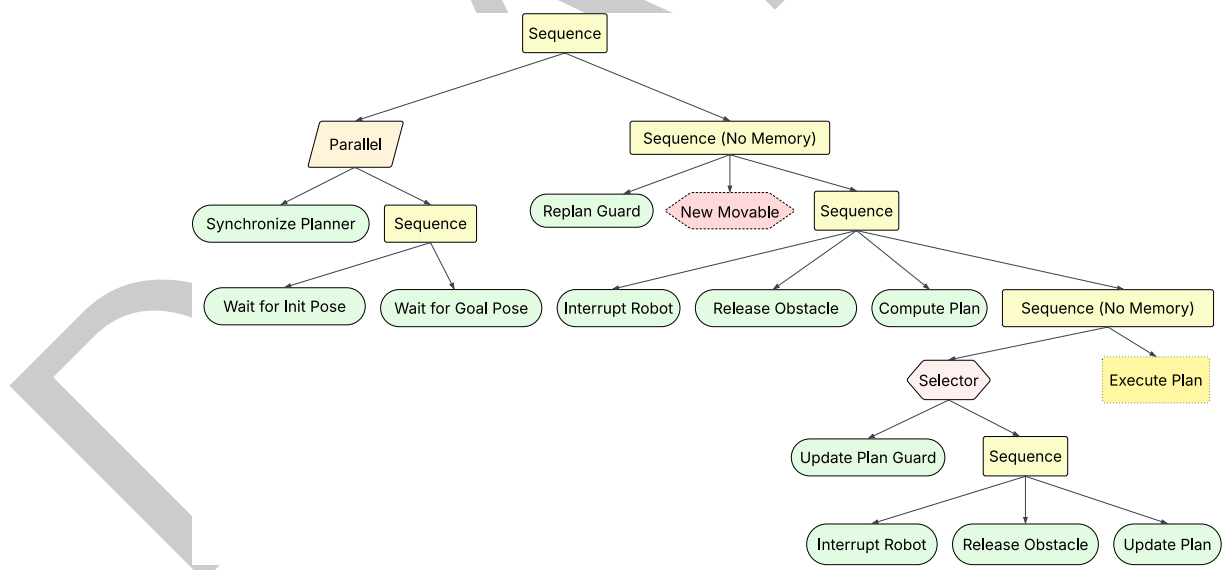 Sequence
Parallel
Sequence (No Memory)
Synchronize Planner
Sequence
Replan Guard
New Movable
Sequence
Wait for Init Pose
Wait for Goal Pose
Interrupt Robot
Release Obstacle
Compute Plan
Sequence (No Memory)
Selector
Execute Plan
Update Plan Guard
Sequence
Interrupt Robot
Release Obstacle
Update Plan